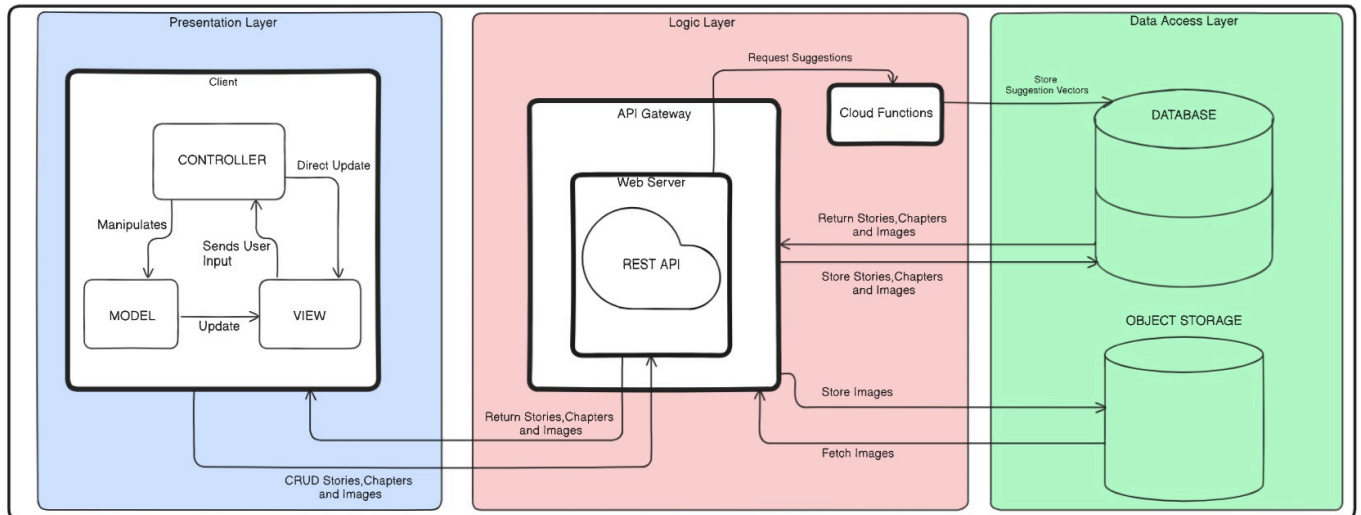 Presentation Layer
Logic Layer
Data Access Layer
Client
CONTROLLER
Direct Update
Manipulates
Sends User
Input
MODEL
Update
VIEW
API Gateway
Web Server
REST API
Request Suggestions
Cloud Functions
Store
Suggestion Vectors
DATABASE
Return Stories,Chapters
and Images
Store Stories,Chapters
and Images
OBJECT STORAGE
Store Images
Fetch Images
Return Stories,Chapters
and Images
CRUD Stories,Chapters
and Images